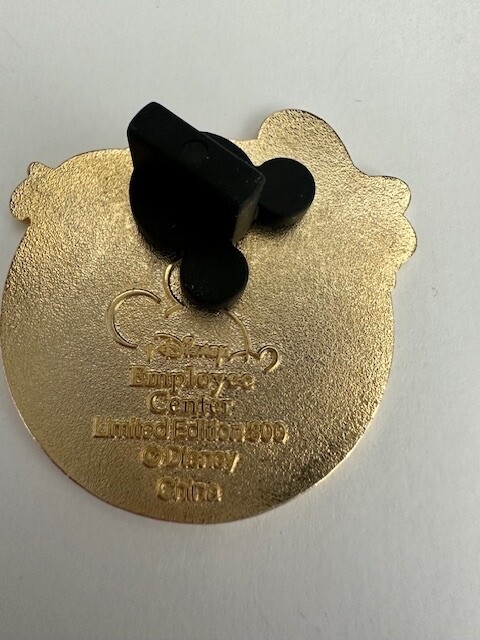 Disney
Employee
Center
Limited Edition 300
© Disney
China